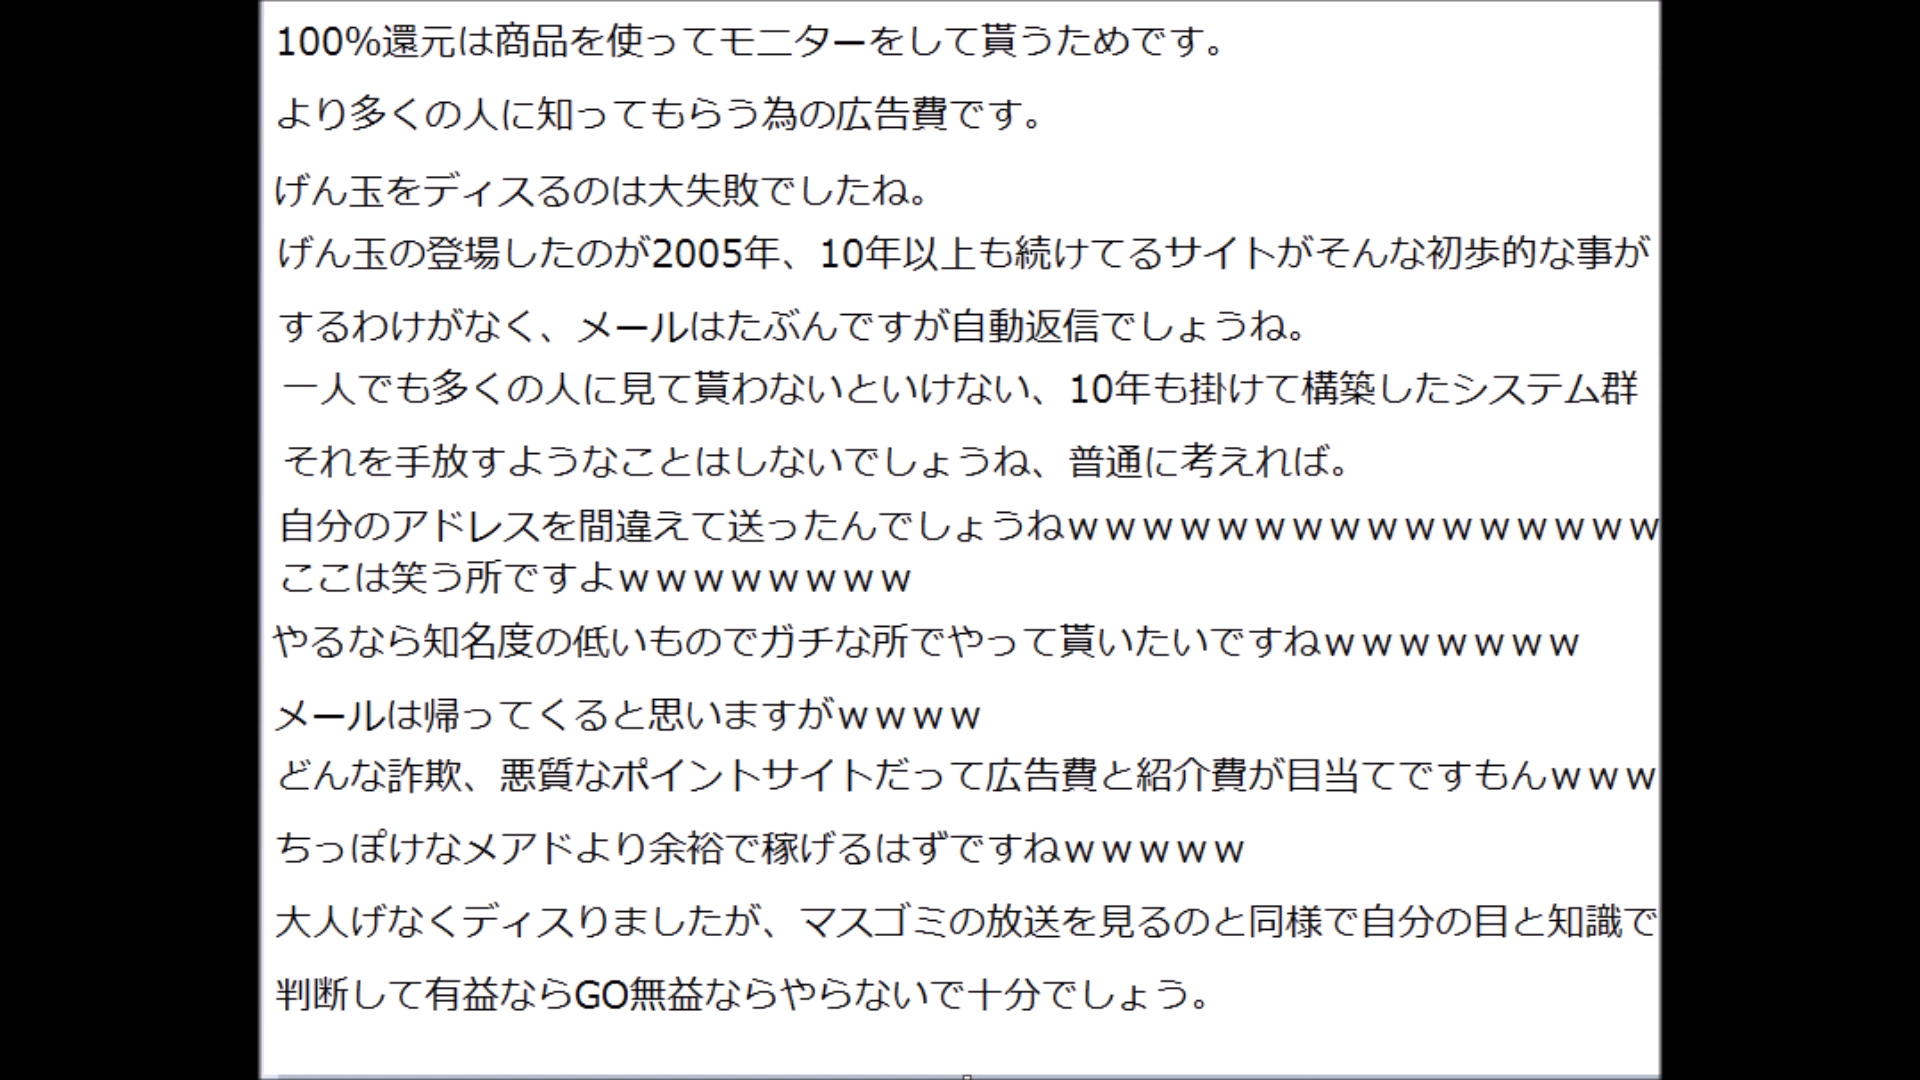 100%還元は商品を使ってモニターをして貰うためです。
より多くの人に知ってもらう為の広告費です。
げん玉をディスるのは大失敗でしたね。
げん玉の登場したのが2005年、10年以上も続けてるサイトがそんな初歩的な事が
するわけがなく、メールはたぶんですが自動返信でしょうね。
一人でも多くの人に見て貰わないといけない、10年も掛けて構築したシステム群
それを手放すようなことはしないでしょうね、普通に考えれば。
自分のアドレスを間違えて送ったんでしょうねｗｗｗｗｗｗｗｗｗｗｗｗｗｗｗｗ
ここは笑う所ですよｗｗｗｗｗｗｗｗ
やるなら知名度の低いものでガチな所でやって貰いたいですねｗｗｗｗｗｗｗ
メールは帰ってくると思いますがｗｗｗｗ
どんな詐欺、悪質なポイントサイトだって広告費と紹介費が目当てですもんｗｗｗ
ちっぽけなメアドより余裕で稼げるはずですねｗｗｗｗｗ
大人げなくディスりましたが、マスゴミの放送を見るのと同様で自分の目と知識で
判断して有益ならGO無益ならやらないで十分でしょう。